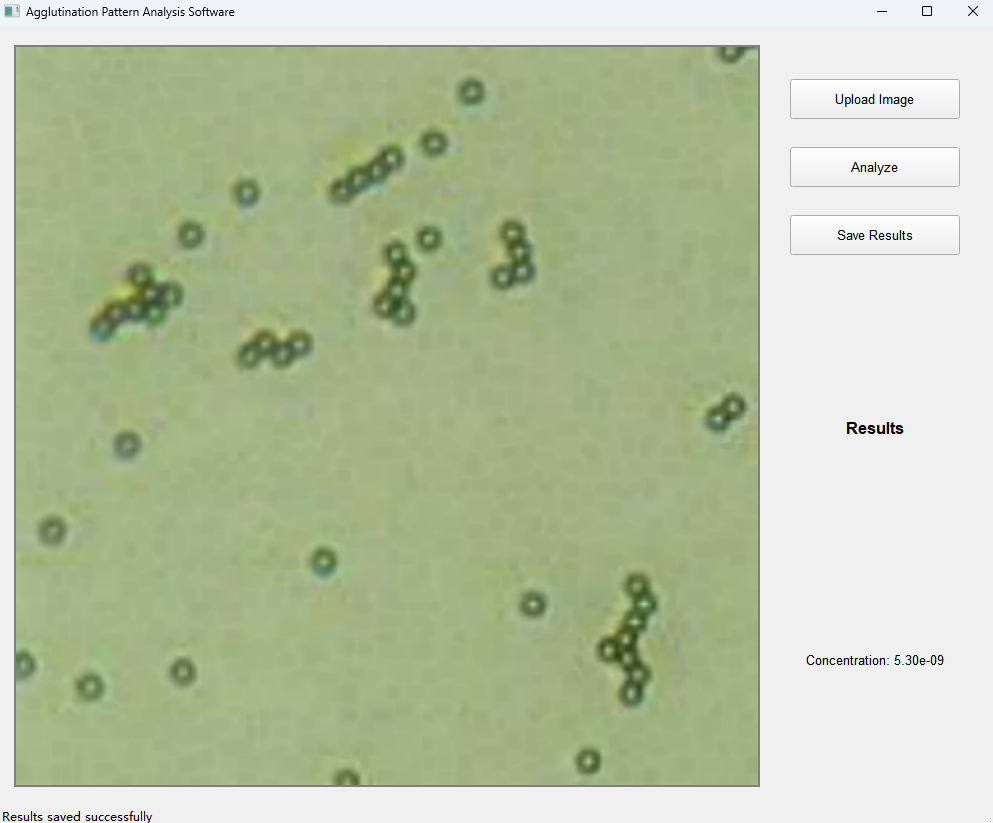 Agglutination Pattern Analysis Software
Upload Image
Analyze
Save Results
Results
Concentration: 5.30e-09
Results saved successfully